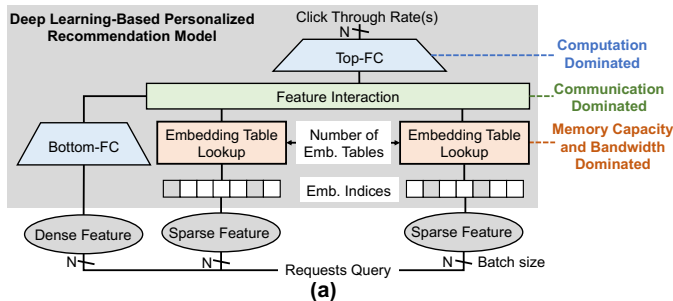 Deep Learning-Based Personalized
Recommendation Model
Click Through Rate(s)
N
Top-FC
Computation
Dominated
Feature Interaction
Communication
Dominated
Bottom-FC
Embedding Table
Lookup
Number of
Emb. Tables
Embedding Table
Lookup
Memory Capacity
and Bandwidth
Dominated
Emb. Indices
Dense Feature
Sparse Feature
Sparse Feature
N
N
N
Batch size
Requests Query
(a)